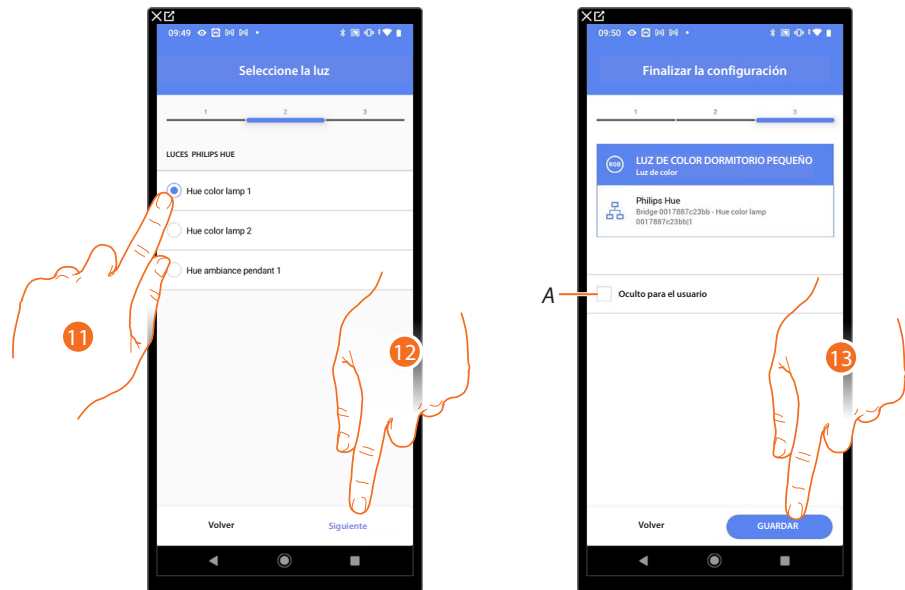 09:49
Seleccione la luz
1 2 3
LUCES PHILIPS HUE
Hue color lamp 1
Hue color lamp 2
Hue ambiance pendant 1
11
12
Volver Siguiente
09:50
Finalizar la configuración
1 2 3
RGB
LUZ DE COLOR DORMITORIO PEQUEÑO
Luz de color
Philips Hue
Bridge 0017887c23bb - Hue color lamp
0017887c23bb|1
A
Oculto para el usuario
13
Volver GUARDAR